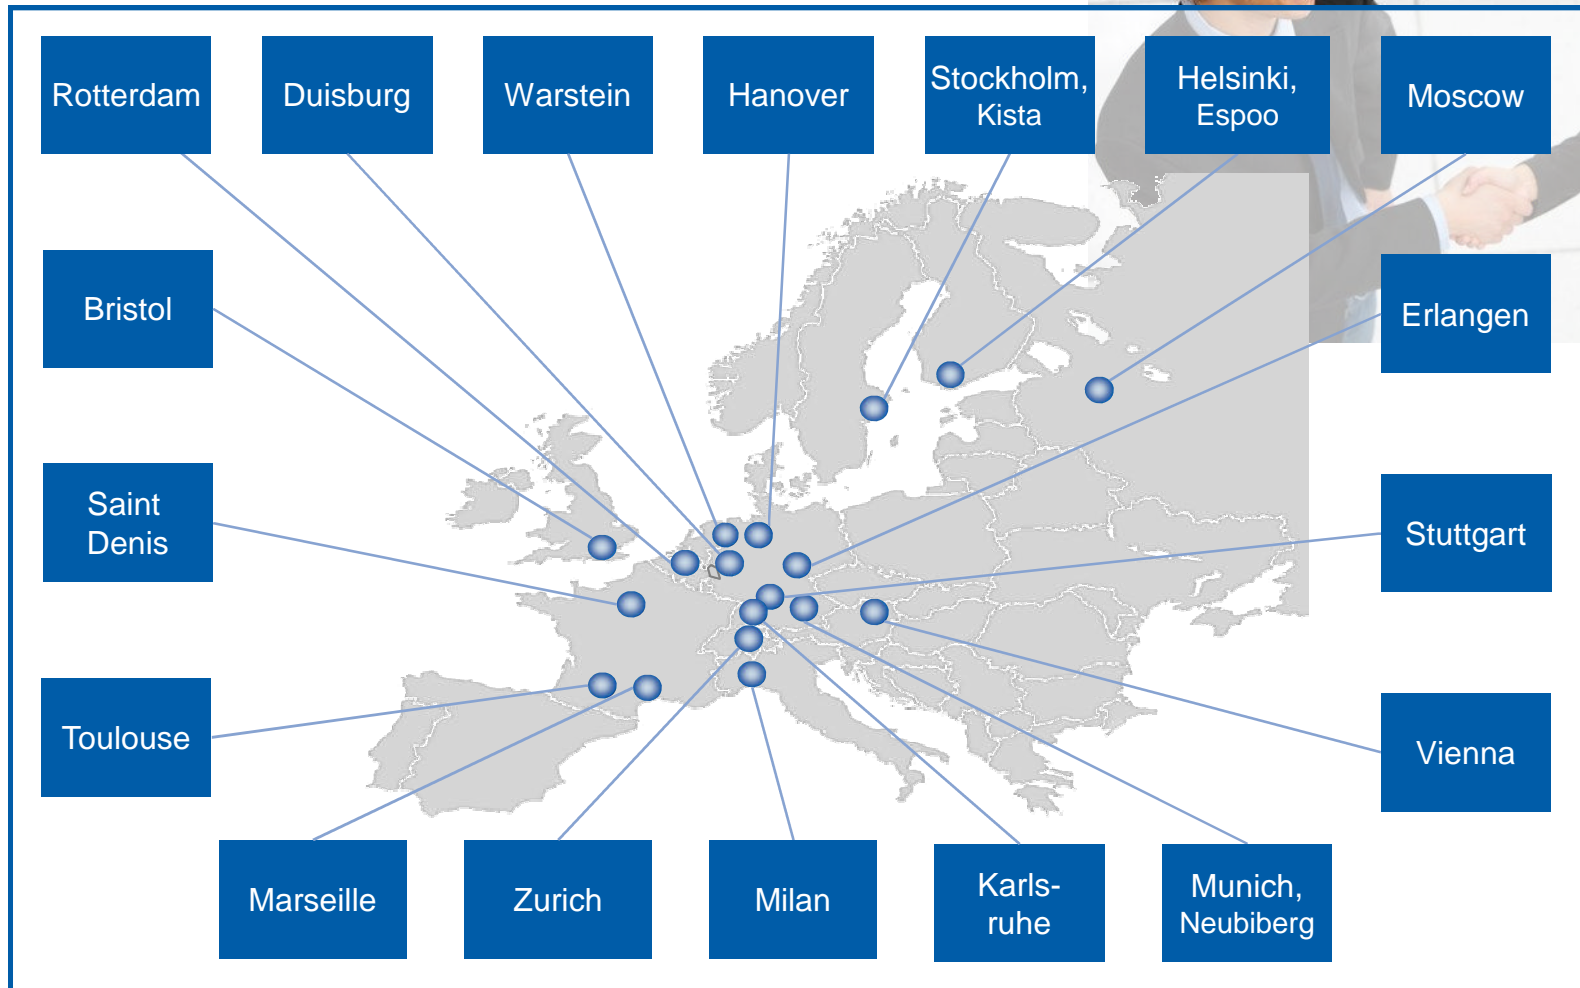 Rotterdam
Duisburg
Warstein
Hanover
Stockholm,
Kista
Helsinki,
Espoo
Moscow
Bristol
Erlangen
Saint
Denis
Stuttgart
Toulouse
Vienna
Marseille
Zurich
Milan
Karls-
ruhe
Munich,
Neubiberg